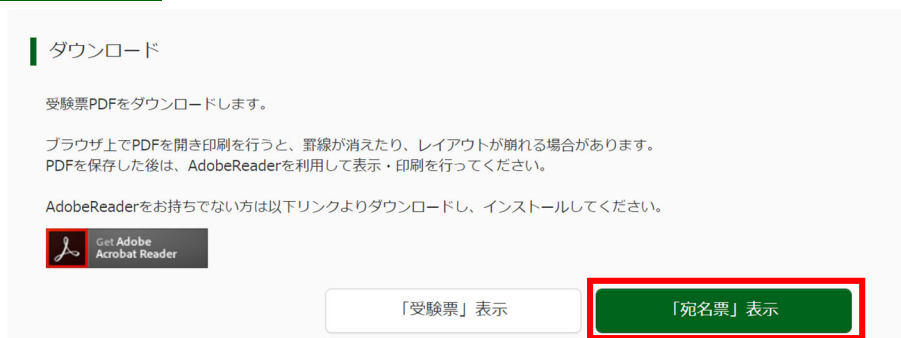 ダウンロード
受験票PDFをダウンロードします。
ブラウザ上でPDFを開き印刷を行うと、罫線が消えたり、レイアウトが崩れる場合があります。
PDFを保存した後は、AdobeReaderを利用して表示・印刷を行ってください。
AdobeReaderをお持ちでない方は以下リンクよりダウンロードし、インストールしてください。
Get Adobe
Acrobat Reader
「受験票」表示
「宛名票」表示